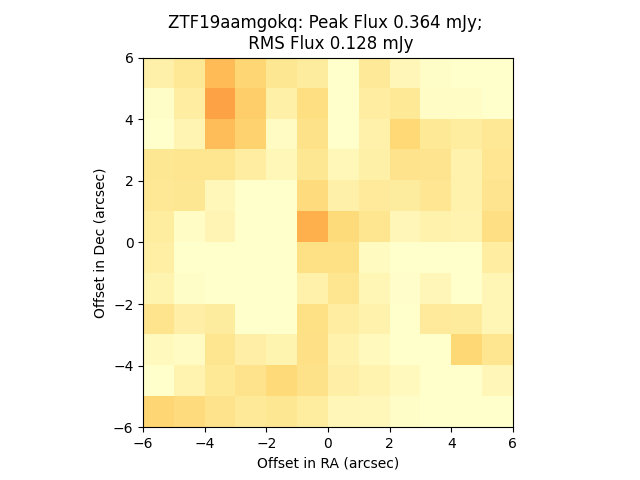 ZTF19aamgokq: Peak Flux 0.364 mJy;
RMS Flux 0.128 mJy
6
4
2
0
−2
−4
−6
Offset in Dec (arcsec)
−6 −4 −2 0 2 4 6
Offset in RA (arcsec)